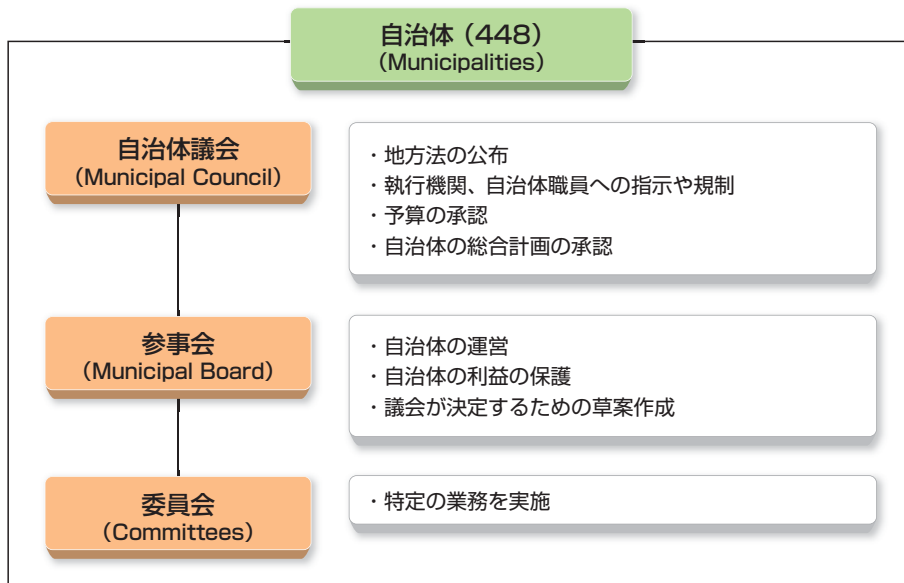 自治体（448）
（Municipalities）
自治体議会
（Municipal Council）
・地方法の公布
・執行機関、自治体職員への指示や規制
・予算の承認
・自治体の総合計画の承認
参事会
（Municipal Board）
・自治体の運営
・自治体の利益の保護
・議会が決定するための草案作成
委員会
（Committees）
・特定の業務を実施